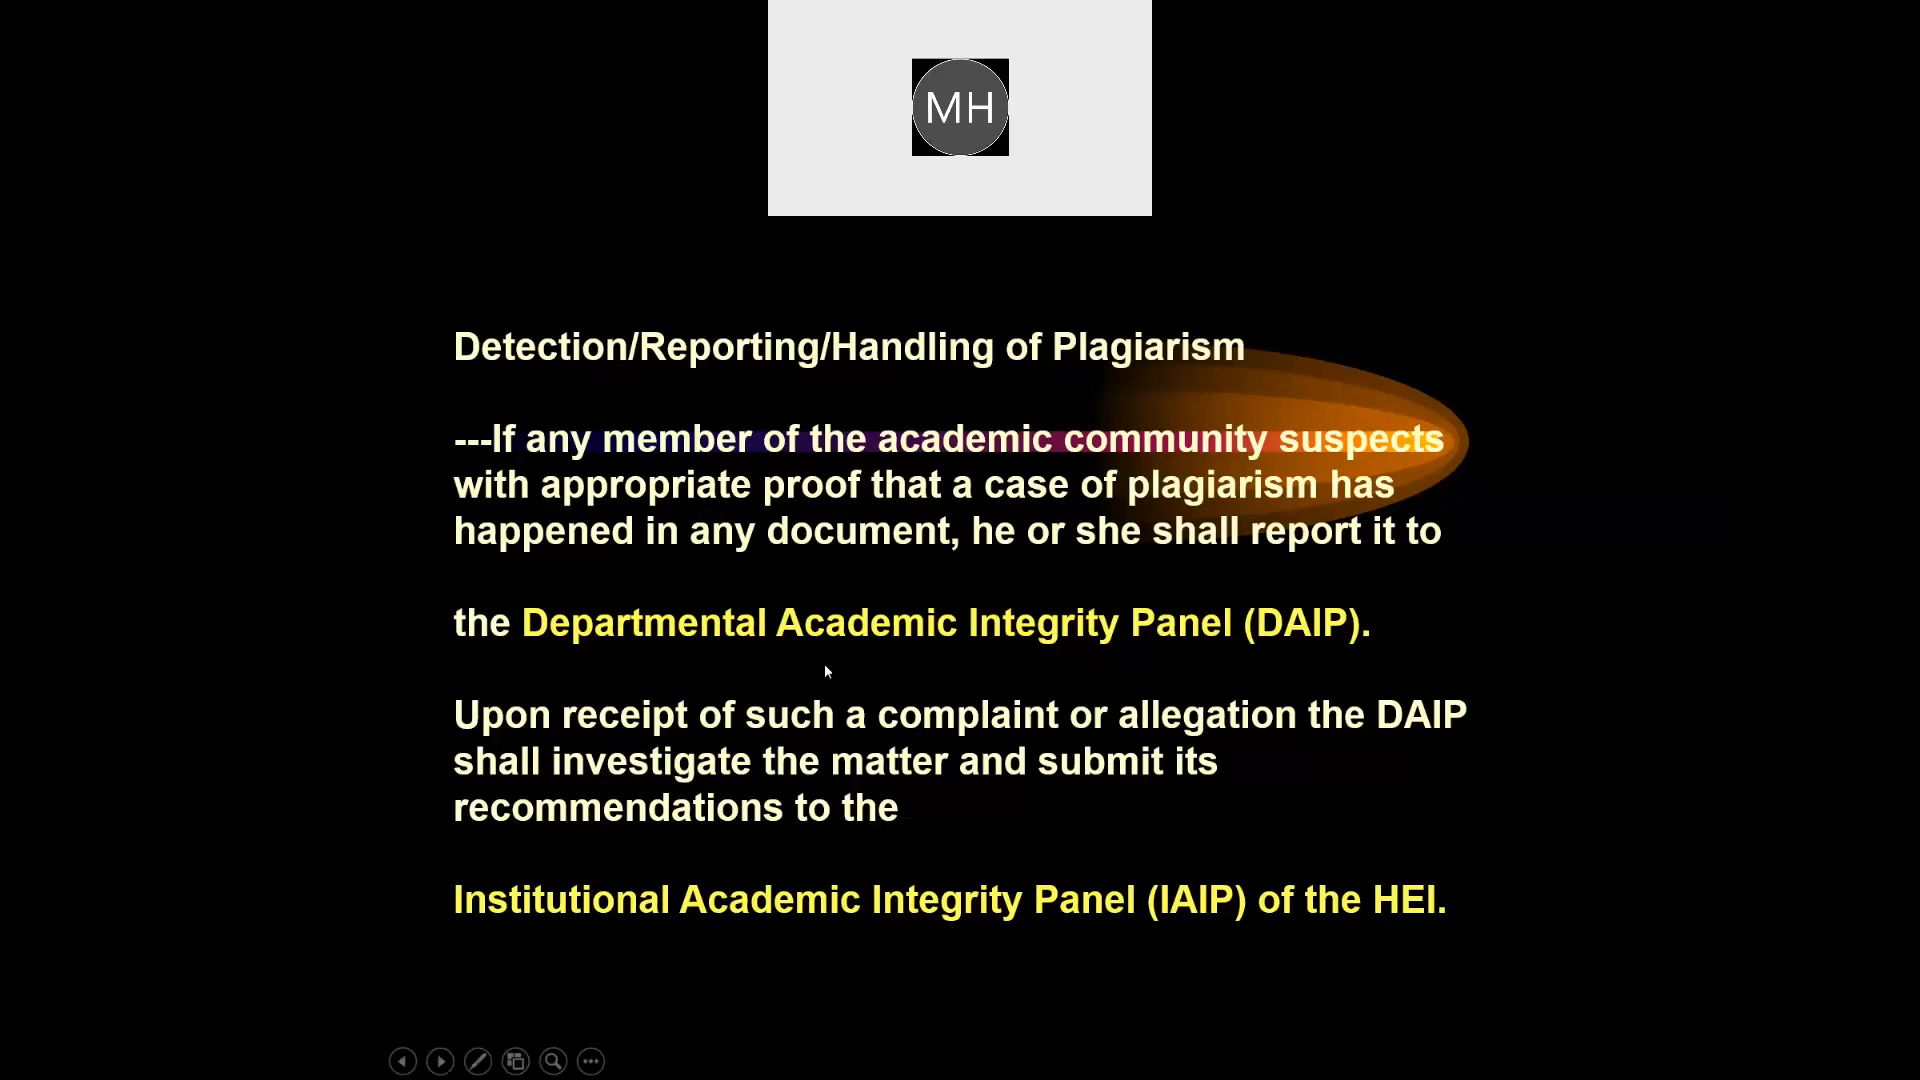 MH
Detection/Reporting/Handling of Plagiarism
---If any member of the academic community suspects
with appropriate proof that a case of plagiarism has
happened in any document, he or she shall report it to
the Departmental Academic Integrity Panel (DAIP).
Upon receipt of such a complaint or allegation the DAIP
shall investigate the matter and submit its
recommendations to the
Institutional Academic Integrity Panel (IAIP) of the HEI.